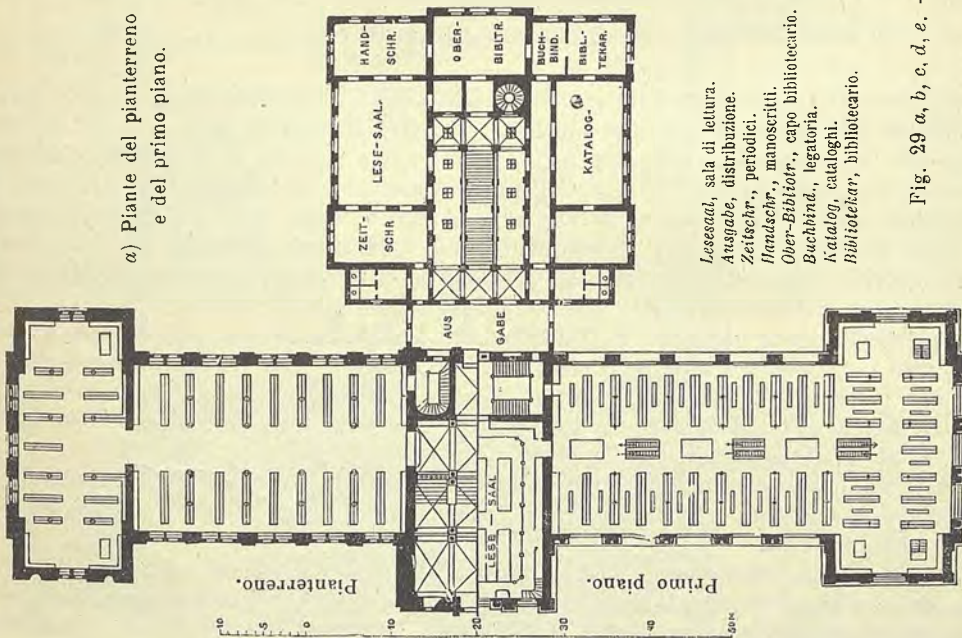 a) Piante del pianterreno
e del primo piano.
HAND-
SCHR.
OBER-
BIBLTR.
BUCH-
BIND.
BIBL-
TEKAR.
LESE-SAAL.
KATALOG-
ZEIT-
SCHR
AUS
GABE
LESE-SAAL
Pianterreno.
Primo piano.
10
5
0
10
20
30
40
50 M
Lesesaal, sala di lettura.
Ausgabe, distribuzione.
Zeitschr., periodici.
Handschr., manoscritti.
Ober-Bibliotr., capo bibliotecario.
Buchbind., legatoria.
Katalog, cataloghi.
Bibliotekar, bibliotecario.
Fig. 29 a, b, c, d, e. -